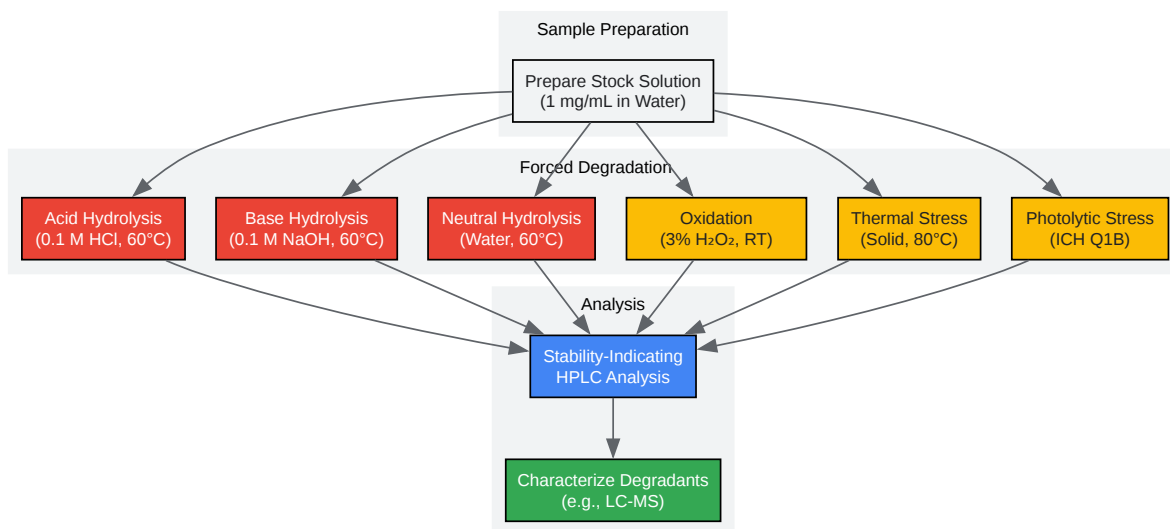 Sample Preparation
Prepare Stock Solution
(1 mg/mL in Water)
Forced Degradation
Acid Hydrolysis
(0.1 M HCl, 60°C)
Base Hydrolysis
(0.1 M NaOH, 60°C)
Neutral Hydrolysis
(Water, 60°C)
Oxidation
(3% H₂O₂, RT)
Thermal Stress
(Solid, 80°C)
Photolytic Stress
(ICH Q1B)
Analysis
Stability-Indicating
HPLC Analysis
Characterize Degradants
(e.g., LC-MS)